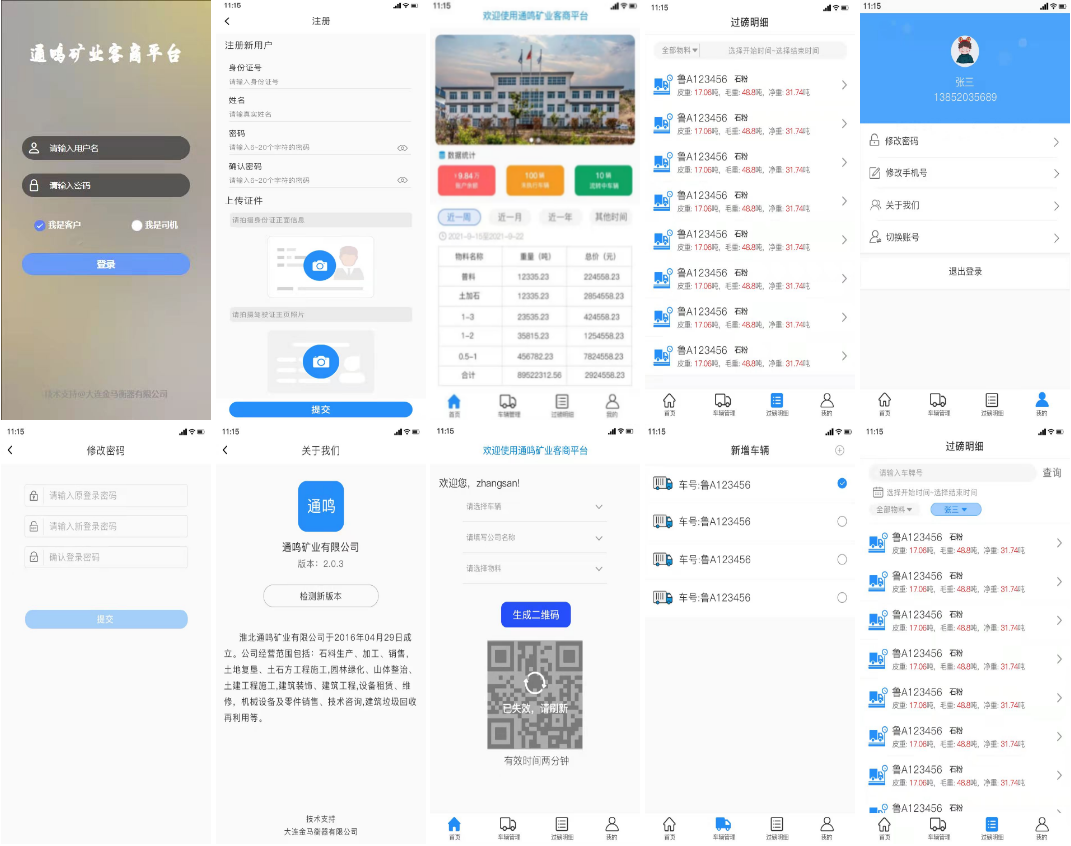 通鸣矿业客商平台
请输入用户名
请输入密码
我是客户
我是司机
登录
技术支持@大连金马衡器有限公司
11:15
注册
注册新用户
身份证号
请输入身份证号
姓名
请填真实姓名
密码
请输入5-20个字符的密码
确认密码
请输入5-20个字符的密码
上传证件
请拍摄身份证正面信息
请拍摄驾驶证主页照片
提交
11:15
欢迎使用通鸣矿业客商平台
数据统计
¥9.84万
账户余额
100辆
未执行车辆
10辆
流转中车辆
近一周 近一月 近一年 其他时间
2021-9-15至2021-9-22
物料名称 重量（吨） 总价（元）
普料 12335.23 224558.23
土加石 12335.23 2854558.23
1-3 23535.23 424558.23
1-2 35815.23 1254558.23
0.5-1 456782.23 7824558.23
合计 89522312.56 2924558.23
首页 车辆管理 过磅明细 我的
11:15
过磅明细
全部物料 选择开始时间-选择结束时间
鲁A123456 石粉
皮重: 17.06吨, 毛重: 48.8吨, 净重: 31.74吨
鲁A123456 石粉
皮重: 17.06吨, 毛重: 48.8吨, 净重: 31.74吨
鲁A123456 石粉
皮重: 17.06吨, 毛重: 48.8吨, 净重: 31.74吨
鲁A123456 石粉
皮重: 17.06吨, 毛重: 48.8吨, 净重: 31.74吨
鲁A123456 石粉
皮重: 17.06吨, 毛重: 48.8吨, 净重: 31.74吨
鲁A123456 石粉
皮重: 17.06吨, 毛重: 48.8吨, 净重: 31.74吨
鲁A123456 石粉
皮重: 17.06吨, 毛重: 48.8吨, 净重: 31.74吨
鲁A123456 石粉
皮重: 17.06吨, 毛重: 48.8吨, 净重: 31.74吨
首页 车辆管理 过磅明细 我的
11:15
张三
13852035689
修改密码
修改手机号
关于我们
切换账号
退出登录
首页 车辆管理 过磅明细 我的
11:15
修改密码
请输入原登录密码
请输入新登录密码
确认登录密码
提交
11:15
关于我们
通鸣
通鸣矿业有限公司
版本：2.0.3
检测新版本
淮北通鸣矿业有限公司于2016年04月29日成
立。公司经营范围包括：石料生产、加工、销售,
土地复垦、土石方工程施工,园林绿化、山体整治、
土建工程施工,建筑装饰、建筑工程,设备租赁、维
修，机械设备及零件销售、技术咨询,建筑垃圾回收
再利用等。
技术支持
大连金马衡器有限公司
11:15
欢迎使用通鸣矿业客商平台
欢迎您，zhangsan!
请选择车辆
请填写公司名称
请选择物料
生成二维码
已失效，请刷新
有效时间两分钟
首页 车辆管理 过磅明细 我的
11:15
新增车辆
车号:鲁A123456
车号:鲁A123456
车号:鲁A123456
车号:鲁A123456
首页 车辆管理 过磅明细 我的
11:15
过磅明细
请输入车牌号 查询
选择开始时间-选择结束时间
全部物料 张三
鲁A123456 石粉
皮重: 17.06吨, 毛重: 48.8吨, 净重: 31.74吨
鲁A123456 石粉
皮重: 17.06吨, 毛重: 48.8吨, 净重: 31.74吨
鲁A123456 石粉
皮重: 17.06吨, 毛重: 48.8吨, 净重: 31.74吨
鲁A123456 石粉
皮重: 17.06吨, 毛重: 48.8吨, 净重: 31.74吨
鲁A123456 石粉
皮重: 17.06吨, 毛重: 48.8吨, 净重: 31.74吨
鲁A123456 石粉
皮重: 17.06吨, 毛重: 48.8吨, 净重: 31.74吨
鲁A123456 石粉
皮重: 17.06吨, 毛重: 48.8吨, 净重: 31.74吨
鲁A123456 石粉
首页 车辆管理 过磅明细 我的